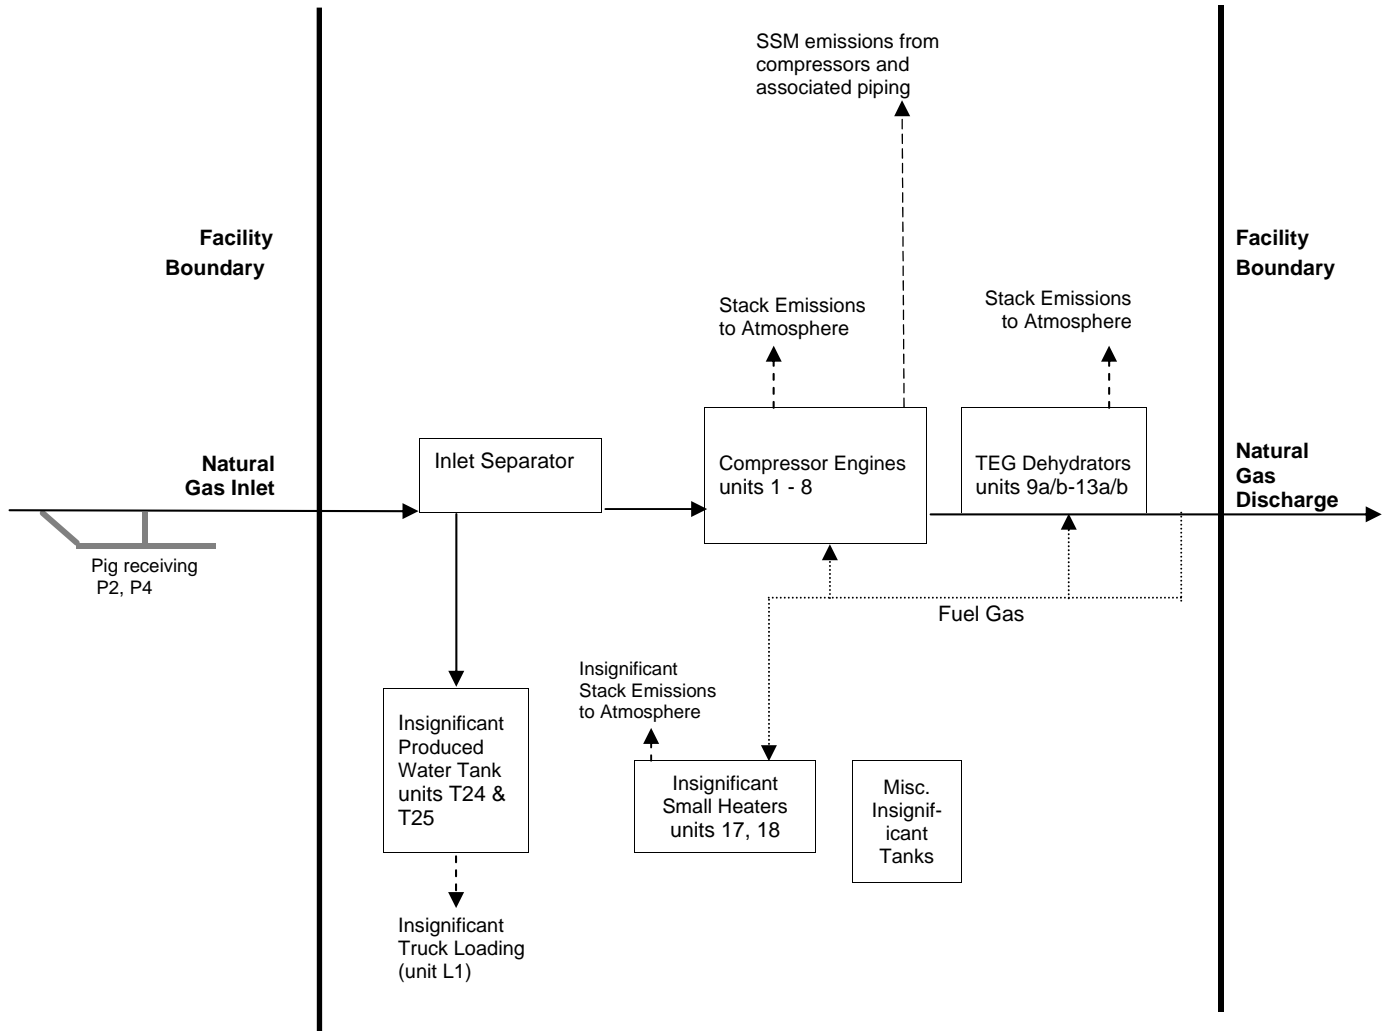 SSM emissions from
compressors and
associated piping
Facility
Boundary
Facility
Boundary
Stack Emissions
to Atmosphere
Stack Emissions
to Atmosphere
Natural
Gas Inlet
Inlet Separator
Compressor Engines
units 1 - 8
TEG Dehydrators
units 9a/b-13a/b
Natural
Gas
Discharge
Pig receiving
P2, P4
Fuel Gas
Insignificant
Stack Emissions
to Atmosphere
Insignificant
Produced
Water Tank
units T24 &
T25
Insignificant
Small Heaters
units 17, 18
Misc.
Insignif-
icant
Tanks
Insignificant
Truck Loading
(unit L1)